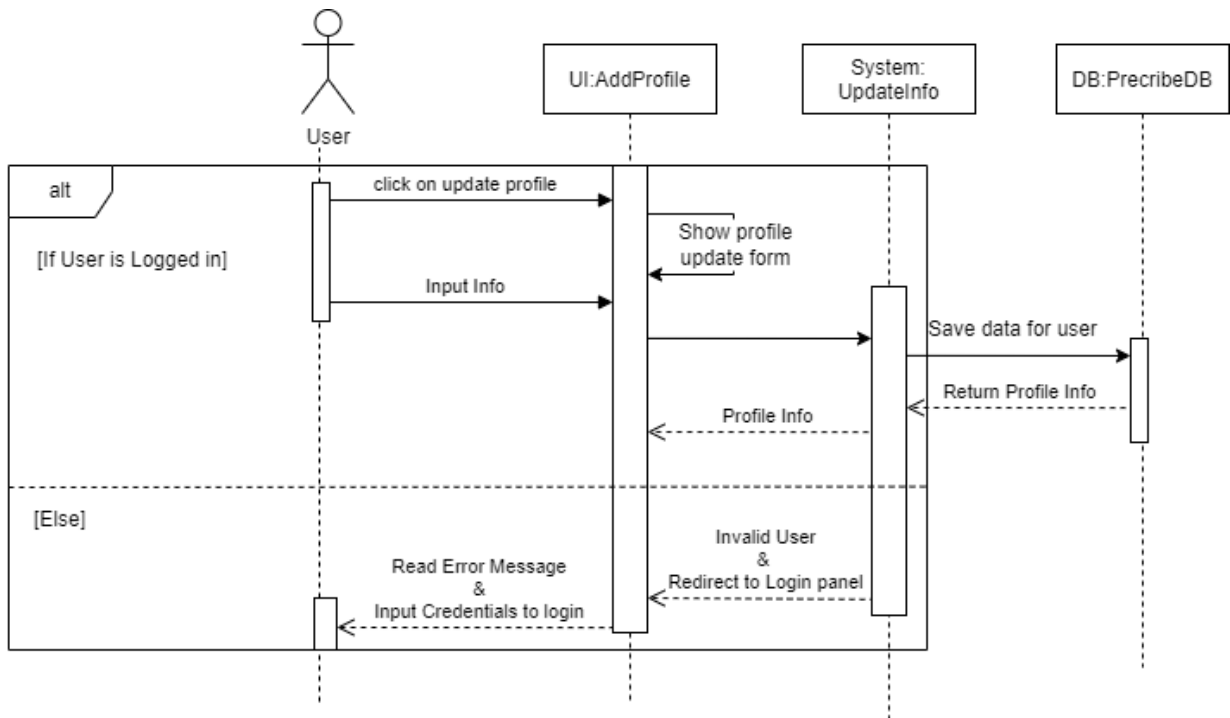 User
UI:AddProfile
System:
UpdateInfo
DB:PrecribeDB
alt
click on update profile
[If User is Logged in]
Show profile
update form
Input Info
Save data for user
Return Profile Info
Profile Info
[Else]
Invalid User
&
Redirect to Login panel
Read Error Message
&
Input Credentials to login